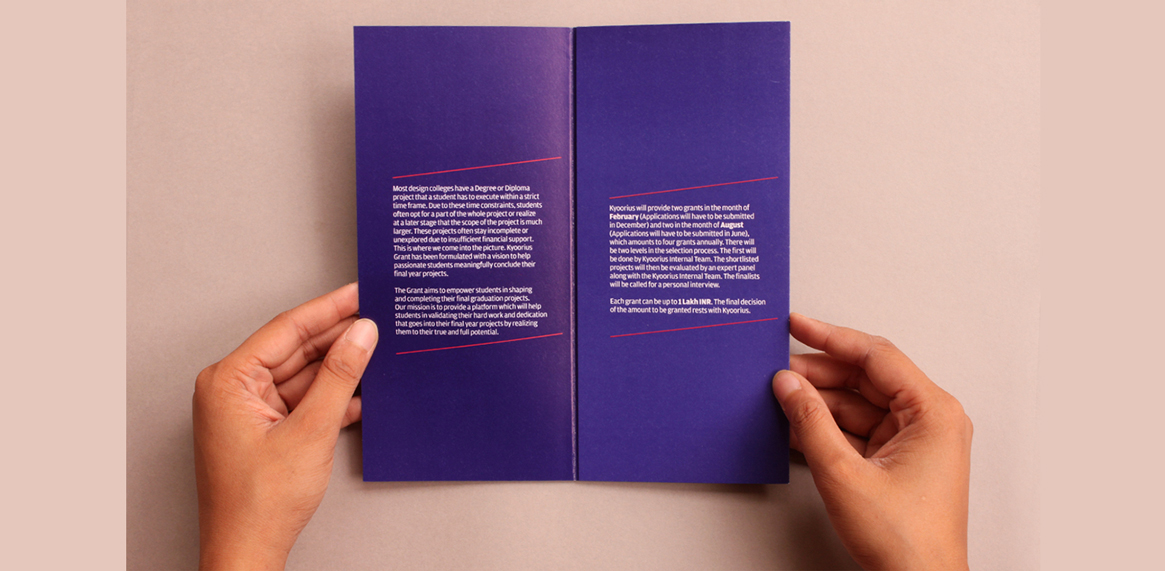 Most design colleges have a Degree or Diploma
project that a student has to execute within a strict
time frame. Due to these time constraints, students
often opt for a part of the whole project or realize
at a later stage that the scope of the project is much
larger. These projects often stay incomplete or
unexplored due to insufficient financial support.
This is where we come into the picture. Kyoorius
Grant has been formulated with a vision to help
passionate students meaningfully conclude their
final year projects.
The Grant aims to empower students in shaping
and completing their final graduation projects.
Our mission is to provide a platform which will help
students in validating their hard work and dedication
that goes into their final year projects by realizing
them to their true and full potential.
Kyoorius will provide two grants in the month of
February (Applications will have to be submitted
in December) and two in the month of August
(Applications will have to be submitted in June),
which amounts to four grants annually. There will
be two levels in the selection process. The first will
be done by Kyoorius Internal Team. The shortlisted
projects will then be evaluated by an expert panel
along with the Kyoorius Internal Team. The finalists
will be called for a personal interview.
Each grant can be up to 1 Lakh INR. The final decision
of the amount to be granted rests with Kyoorius.